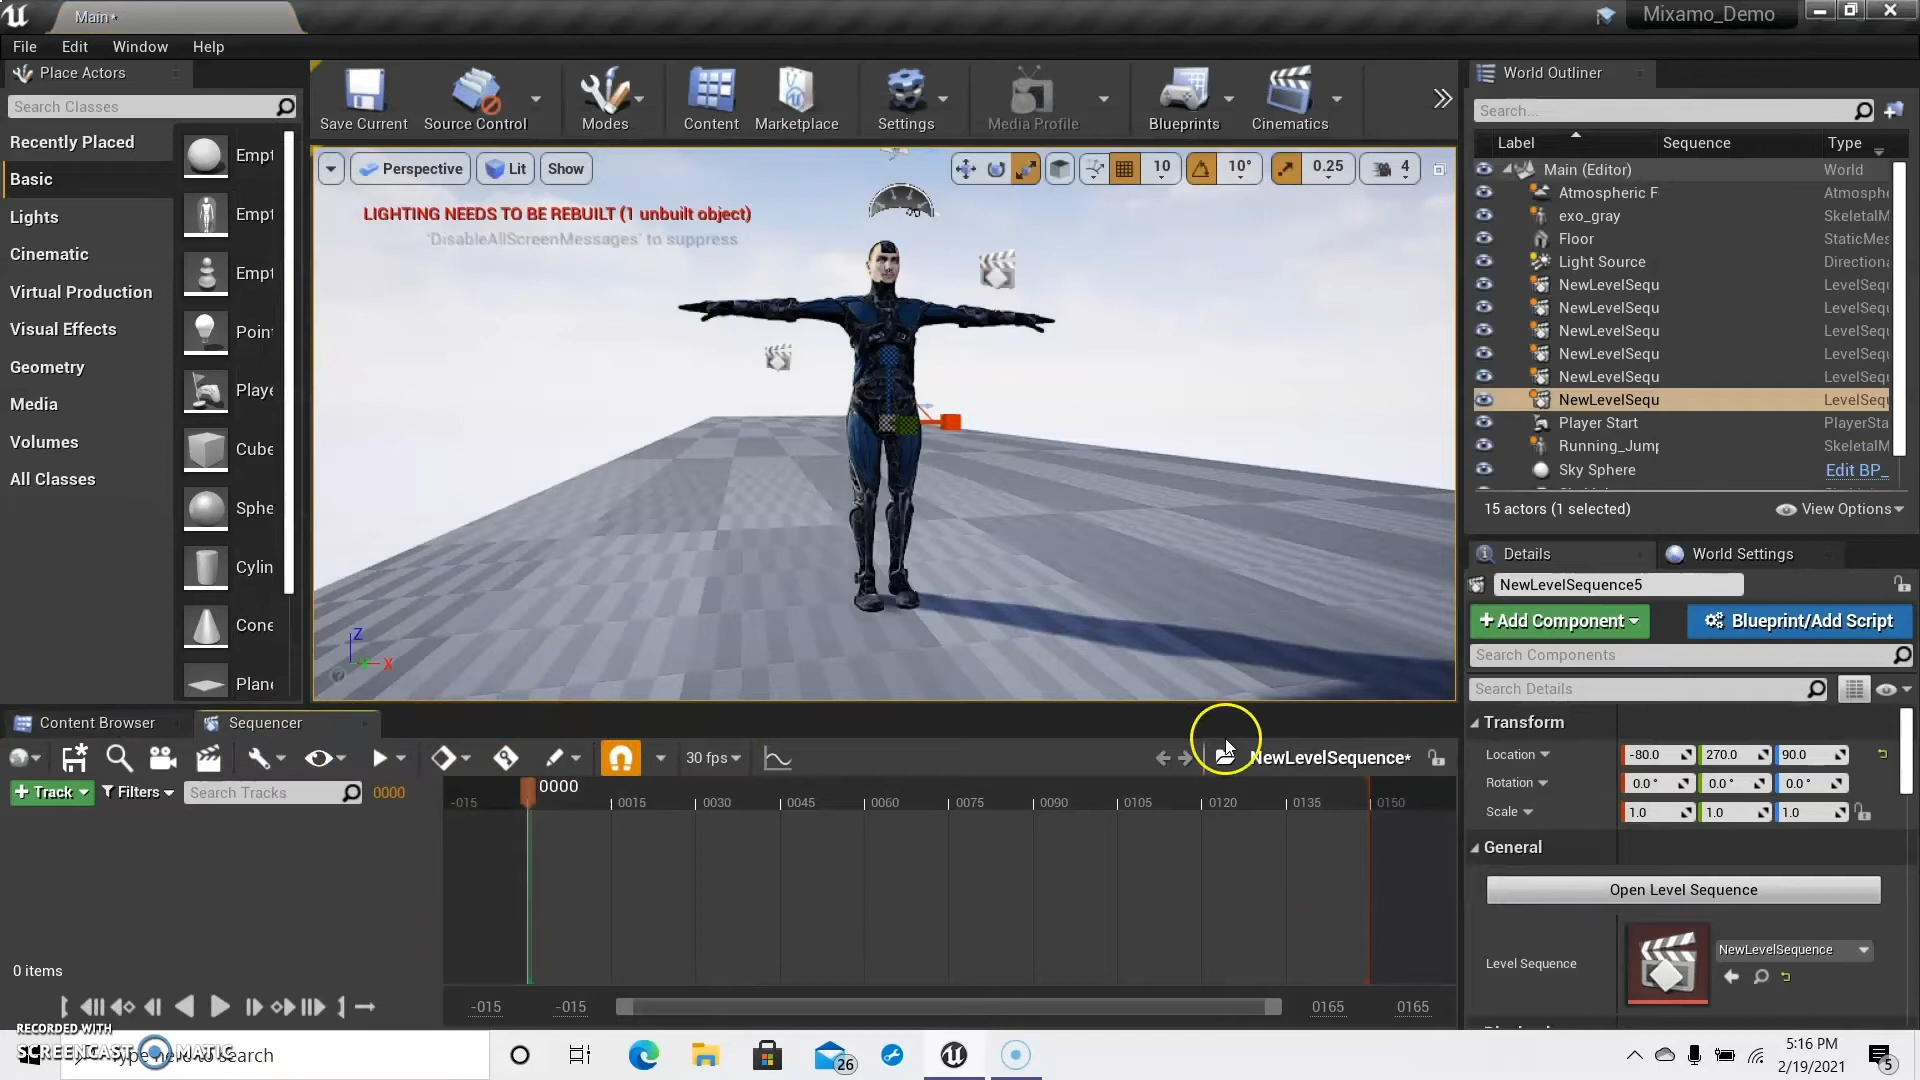 Main*
Mixamo_Demo
File Edit Window Help
Place Actors
Search Classes
Recently Placed
Basic
Lights
Cinematic
Virtual Production
Visual Effects
Geometry
Media
Volumes
All Classes
Empt
Empt
Empt
Poin
Playe
Cube
Sphe
Cylin
Cone
Plane
Save Current Source Control Modes Content Marketplace Settings Media Profile Blueprints Cinematics
Perspective Lit Show 10 10° 0.25 4
LIGHTING NEEDS TO BE REBUILT (1 unbuilt object)
'DisableAllScreenMessages' to suppress
Z
X
World Outliner
Search...
Label Sequence Type
Main (Editor) World
Atmospheric F Atmosphe
exo_gray SkeletalM
Floor StaticMes
Light Source Directiona
NewLevelSequ LevelSequ
NewLevelSequ LevelSequ
NewLevelSequ LevelSequ
NewLevelSequ LevelSequ
NewLevelSequ LevelSequ
NewLevelSequ LevelSequ
Player Start PlayerSta
Running_Jump SkeletalM
Sky Sphere Edit BP_
15 actors (1 selected) View Options
Details World Settings
NewLevelSequence5
+Add Component Blueprint/Add Script
Search Components
Search Details
Transform
Location -80.0 270.0 90.0
Rotation 0.0° 0.0° 0.0°
Scale 1.0 1.0 1.0
General
Open Level Sequence
Level Sequence NewLevelSequence
Content Browser Sequencer
30 fps NewLevelSequence*
+ Track Filters Search Tracks 0000
0000
-015 0015 0030 0045 0060 0075 0090 0105 0120 0135 0150
0 items
-015 -015 0165 0165
RECORDED WITH
SCREENCAST MATIC
Type here to search
26
5:16 PM
2/19/2021
5